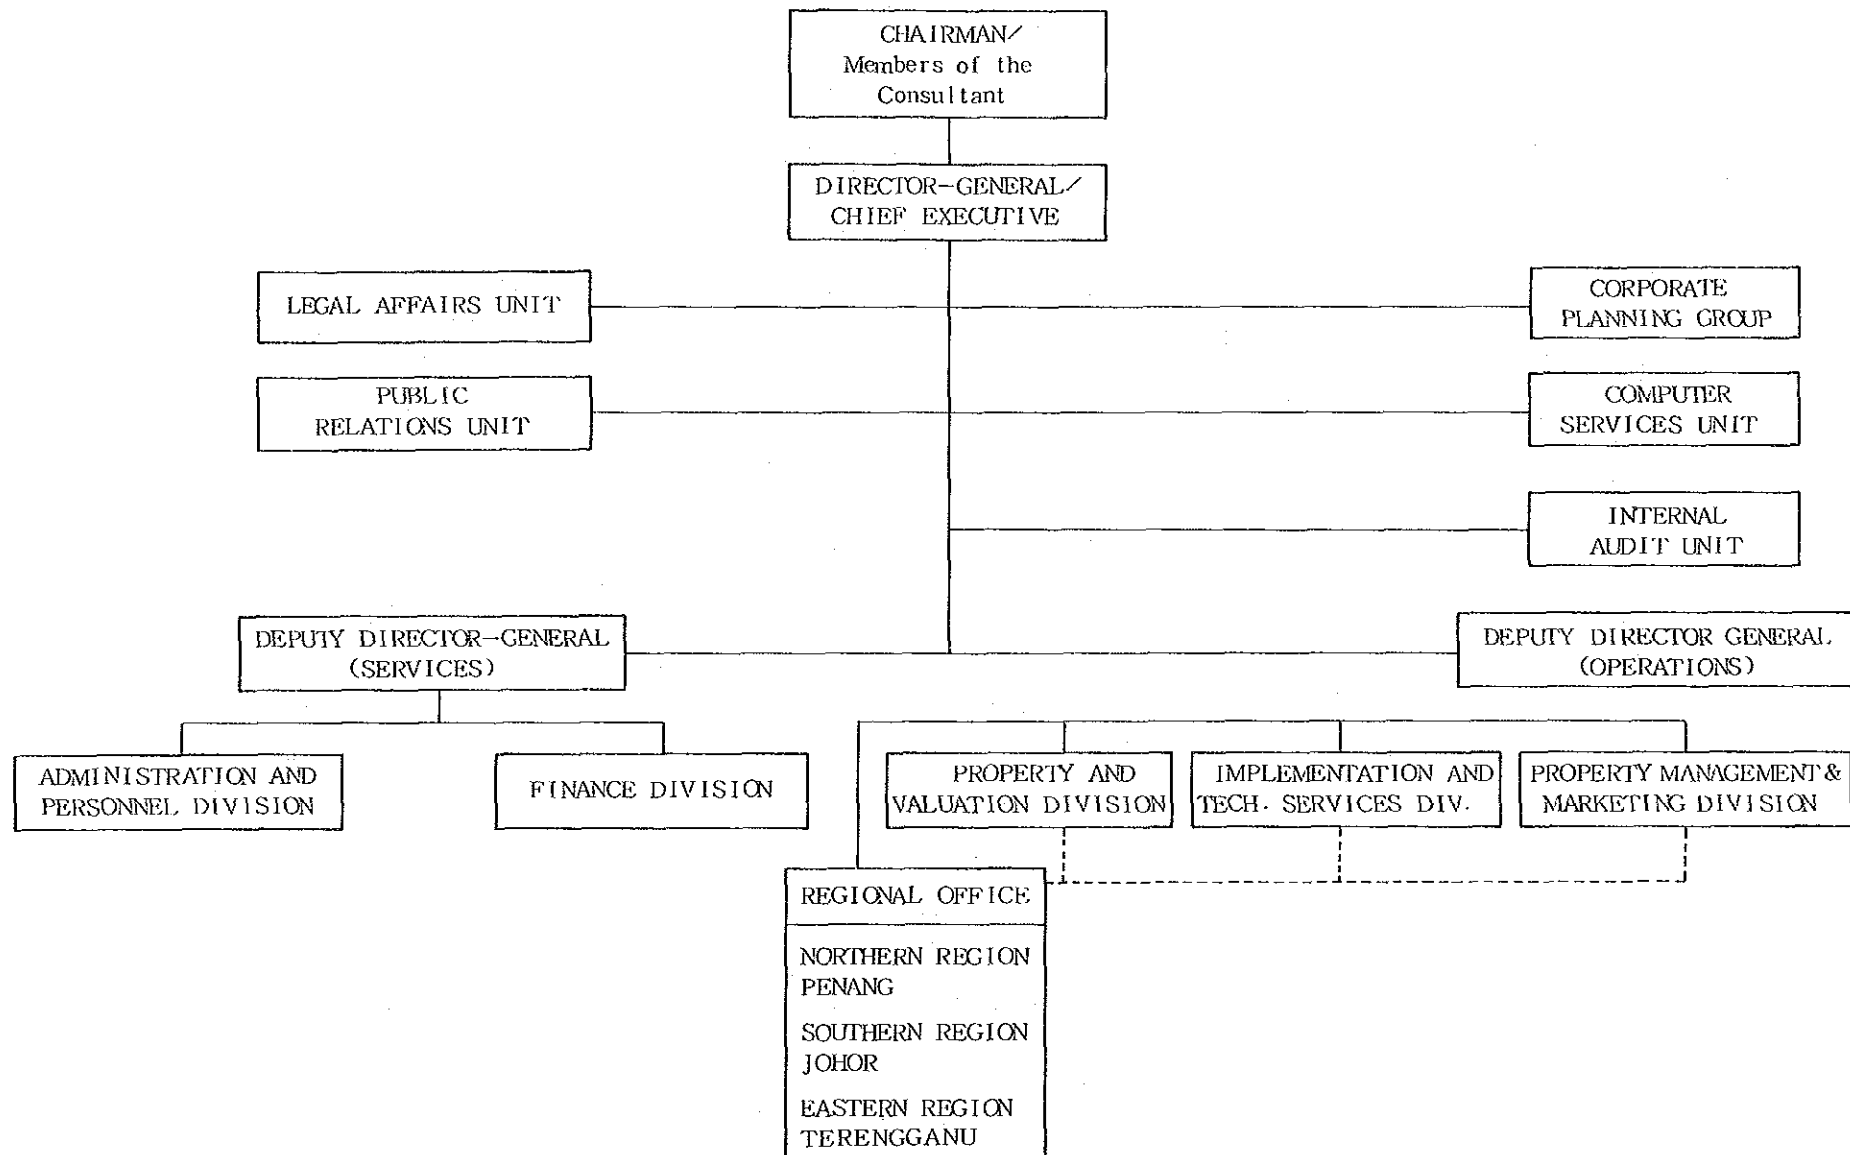 CHAIRMAN/
Members of the
Consultant
DIRECTOR-GENERAL/
CHIEF EXECUTIVE
LEGAL AFFAIRS UNIT
CORPORATE
PLANNING GROUP
PUBLIC
RELATIONS UNIT
COMPUTER
SERVICES UNIT
INTERNAL
AUDIT UNIT
DEPUTY DIRECTOR-GENERAL
(SERVICES)
DEPUTY DIRECTOR GENERAL
(OPERATIONS)
ADMINISTRATION AND
PERSONNEL DIVISION
FINANCE DIVISION
PROPERTY AND
VALUATION DIVISION
IMPLEMENTATION AND
TECH. SERVICES DIV.
PROPERTY MANAGEMENT &
MARKETING DIVISION
REGIONAL OFFICE
NORTHERN REGION
PENANG
SOUTHERN REGION
JOHOR
EASTERN REGION
TERENGGANU